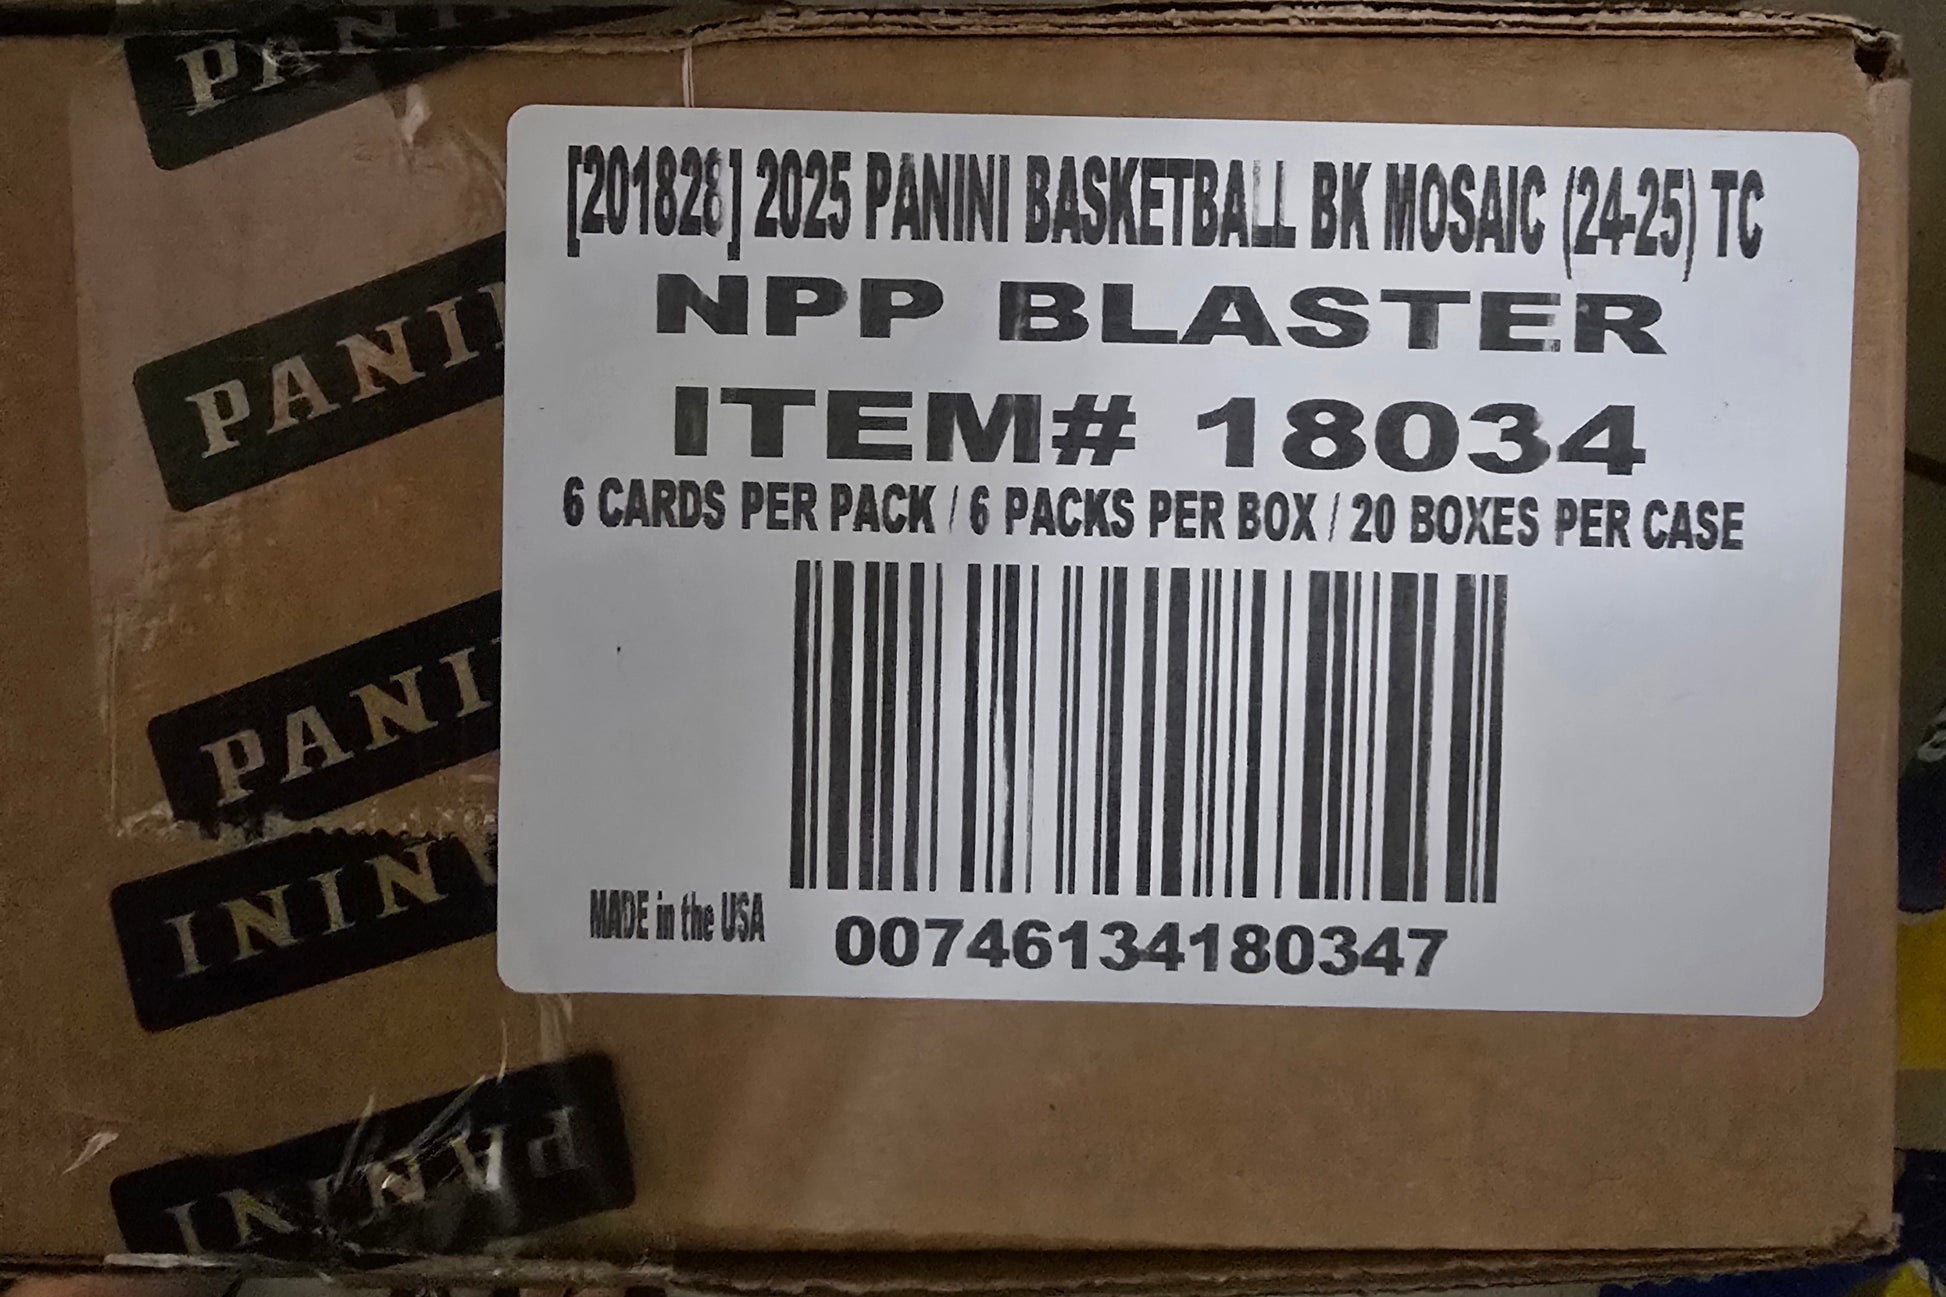 PANINI
[201828] 2025 PANINI BASKETBALL BK MOSAIC (24-25) TC
NPP BLASTER
ITEM# 18034
6 CARDS PER PACK / 6 PACKS PER BOX / 20 BOXES PER CASE
MADE in the USA
00746134180347
PANINI
PANINI
PANINI
PANINI